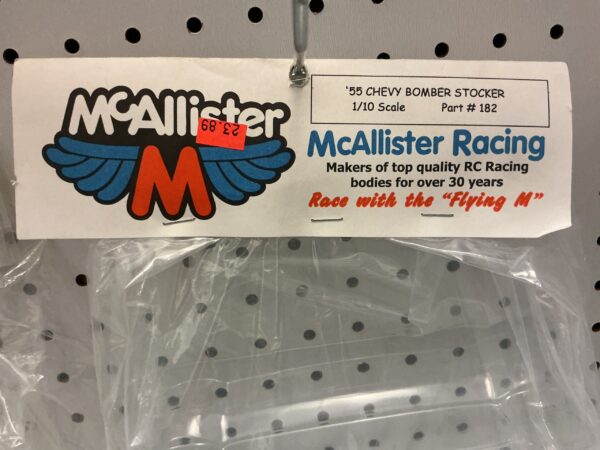 McAllister
23.89
M
'55 CHEVY BOMBER STOCKER
1/10 Scale Part # 182
McAllister Racing
Makers of top quality RC Racing
bodies for over 30 years
Race with the "Flying M"